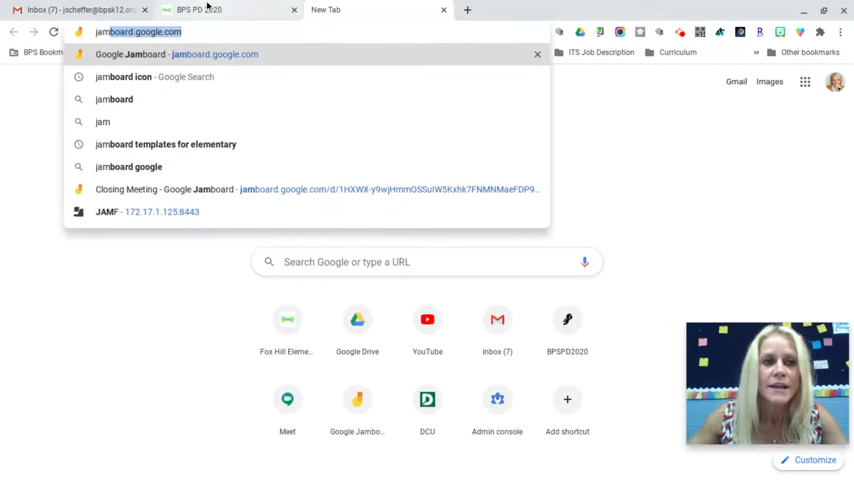 Inbox (7) - jscheffer@bpsk12.or
BPS PD 2020
New Tab
jamboard.google.com
BPS Bookm
ITS Job Description
Curriculum
Other bookmarks
Google Jamboard - jamboard.google.com
jamboard icon - Google Search
jamboard
jam
jamboard templates for elementary
jamboard google
Closing Meeting - Google Jamboard - jamboard.google.com/d/1HXWX-y9wjHmmOSSuIW5Kxhk7FNMNMaeFDP9...
JAMF - 172.17.1.125:8443
Gmail Images
Search Google or type a URL
Fox Hill Eleme...
Google Drive
YouTube
Inbox (7)
BPSPD2020
Meet
Google Jambo...
DCU
Admin console
Add shortcut
Customize